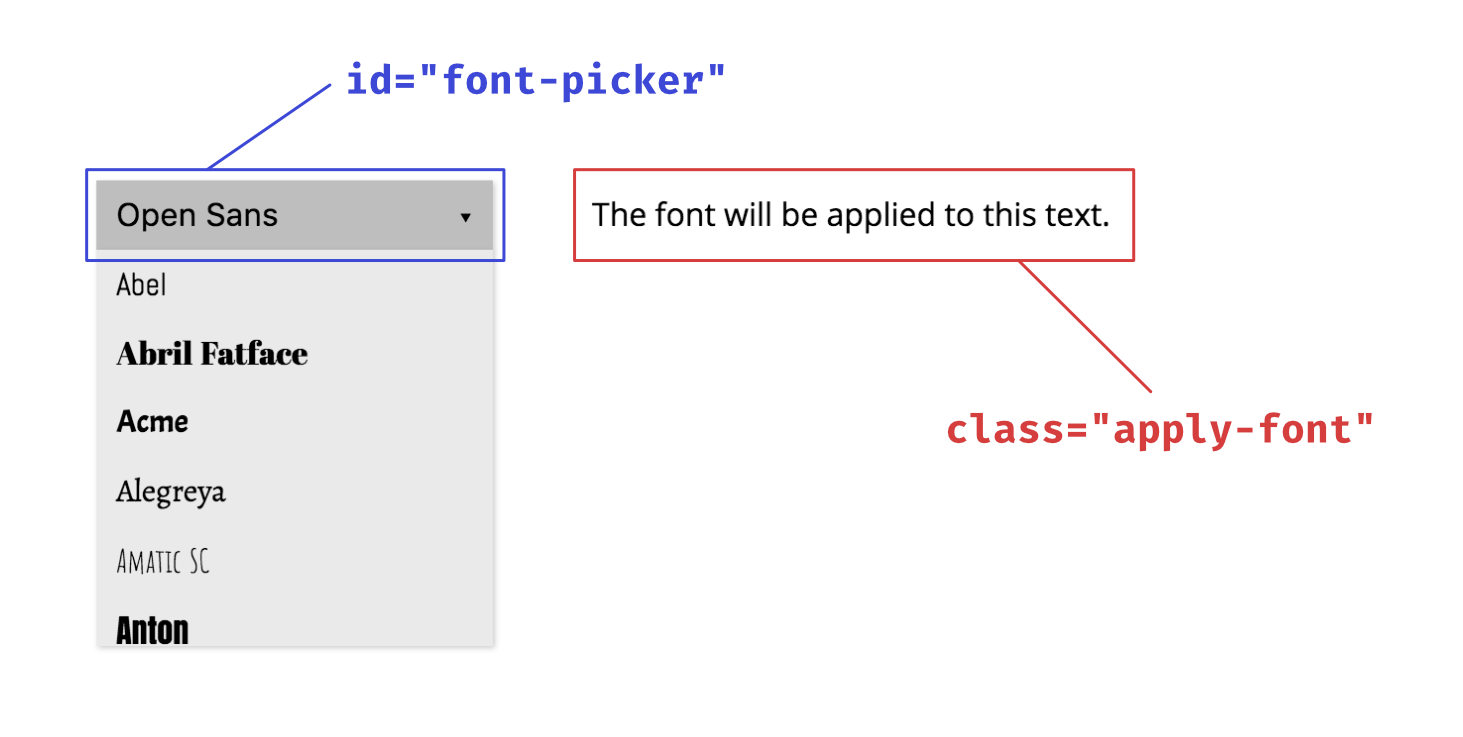 id="font-picker"
Open Sans
The font will be applied to this text.
Abel
Abril Fatface
Acme
class="apply-font"
Alegreya
Amatic SC
Anton